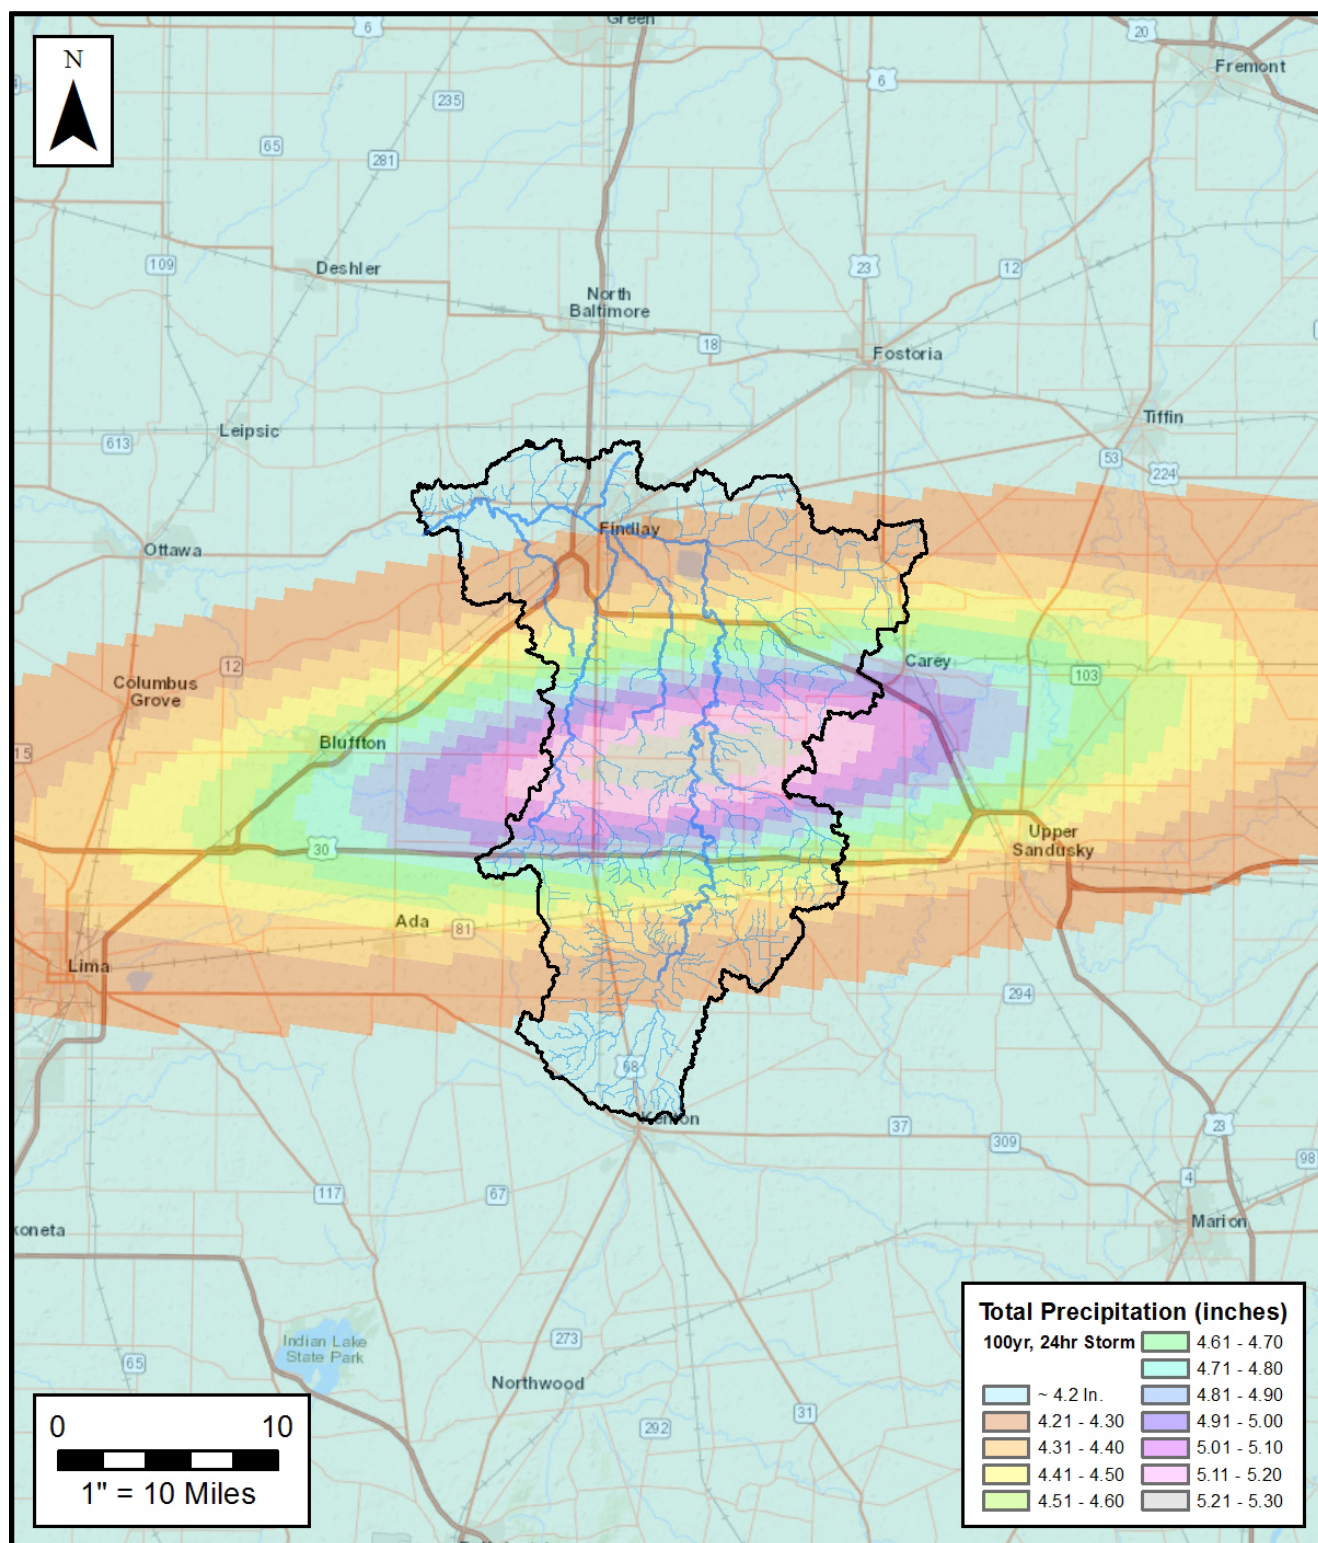 Green
6
20
Fremont
6
235
65
281
N
109
Deshler
23
12
North
Baltimore
18
Fostoria
Leipsic
613
Tiffin
53
224
Ottawa
Findlay
12
Carey
103
Columbus
Grove
15
Bluffton
30
Upper
Sandusky
Ada
81
Lima
294
68
Kenton
37
309
23
98
117
67
4
koneta
Marion
Indian Lake
State Park
65
273
Northwood
31
292
Total Precipitation (inches)
100yr, 24hr Storm
~ 4.2 In.
4.21 - 4.30
4.31 - 4.40
4.41 - 4.50
4.51 - 4.60
4.61 - 4.70
4.71 - 4.80
4.81 - 4.90
4.91 - 5.00
5.01 - 5.10
5.11 - 5.20
5.21 - 5.30
0 10
1" = 10 Miles